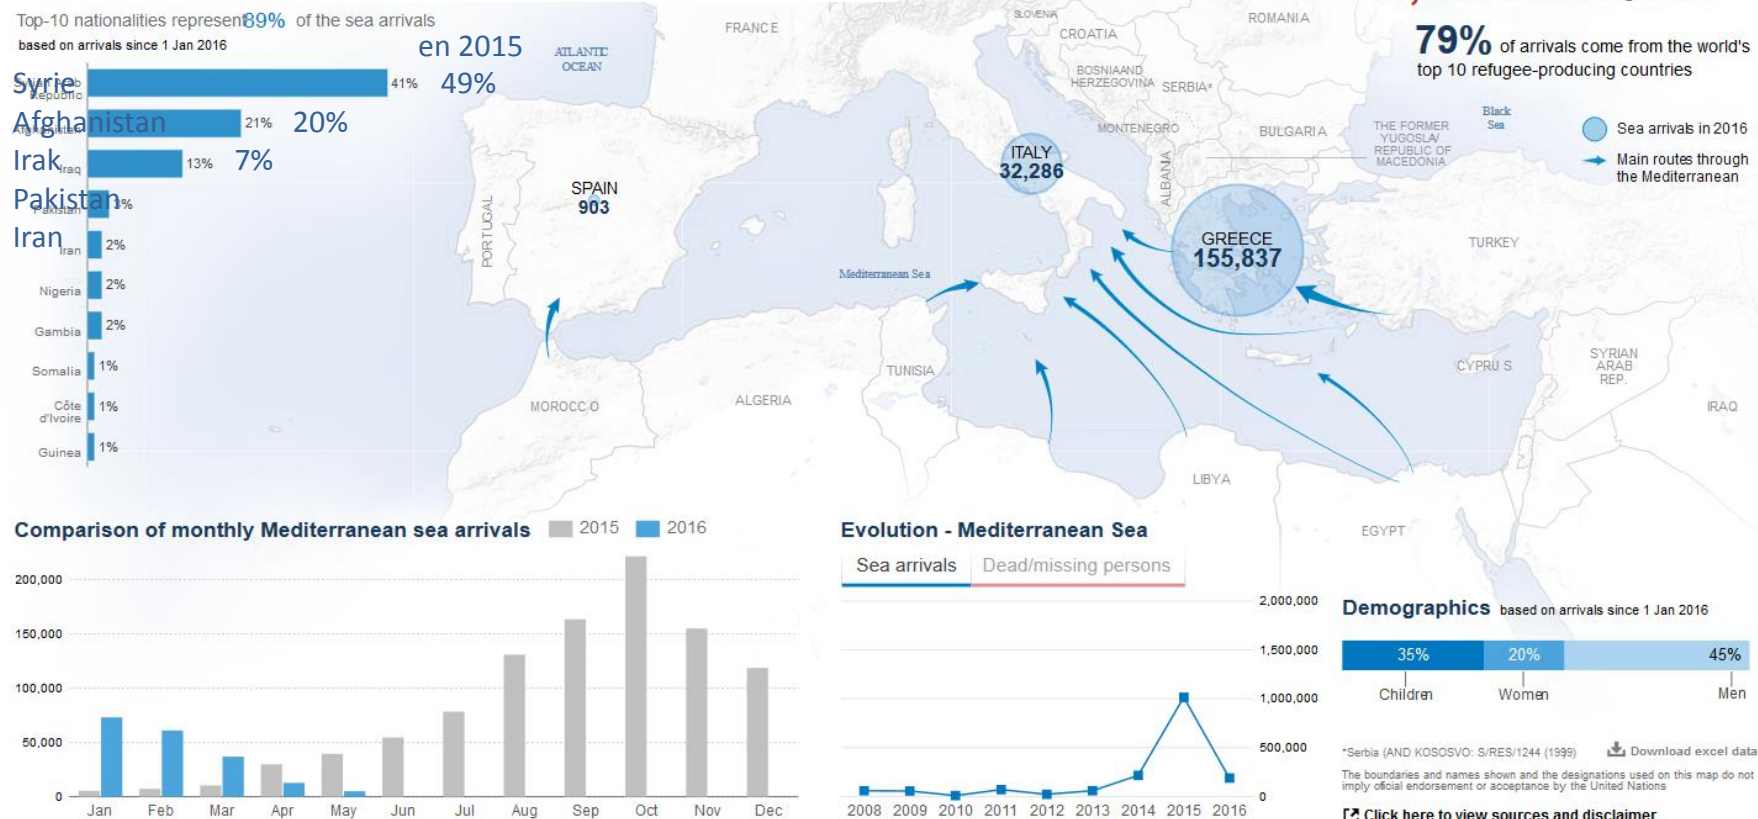 Top-10 nationalities represent 89% of the sea arrivals
based on arrivals since 1 Jan 2016
en 2015
Syrie
Republic
41% 49%
Afghanistan
Afghanistan
21% 20%
Irak
Iraq
13% 7%
Pakistan
Pakistan
3%
Iran
Iran
2%
Nigeria
2%
Gambia
2%
Somalia
1%
Côte
d'Ivoire
1%
Guinea
1%
ATLANTIC
OCEAN
FRANCE
SLOVENIA
CROATIA
ROMANIA
BOSNIA AND
HERZEGOVINA
SERBIA*
MONTENEGRO
BULGARIA
THE FORMER
YUGOSLAV
REPUBLIC OF
MACEDONIA
Black
Sea
79% of arrivals come from the world's
top 10 refugee-producing countries
Sea arrivals in 2016
Main routes through
the Mediterranean
PORTUGAL
SPAIN
903
ITALY
32,286
ALBANIA
GREECE
155,837
TURKEY
Mediterranean Sea
MOROCCO
ALGERIA
TUNISIA
LIBYA
EGYPT
CYPRUS
SYRIAN
ARAB
REP.
IRAQ
Comparison of monthly Mediterranean sea arrivals 2015 2016
200,000
150,000
100,000
50,000
0
Jan Feb Mar Apr May Jun Jul Aug Sep Oct Nov Dec
Evolution - Mediterranean Sea
Sea arrivals Dead/missing persons
2,000,000
1,500,000
1,000,000
500,000
0
2008 2009 2010 2011 2012 2013 2014 2015 2016
Demographics based on arrivals since 1 Jan 2016
35% 20% 45%
Children Women Men
*Serbia (AND KOSOSVO: S/RES/1244 (1999) Download excel data
The boundaries and names shown and the designations used on this map do not
imply official endorsement or acceptance by the United Nations
Click here to view sources and disclaimer